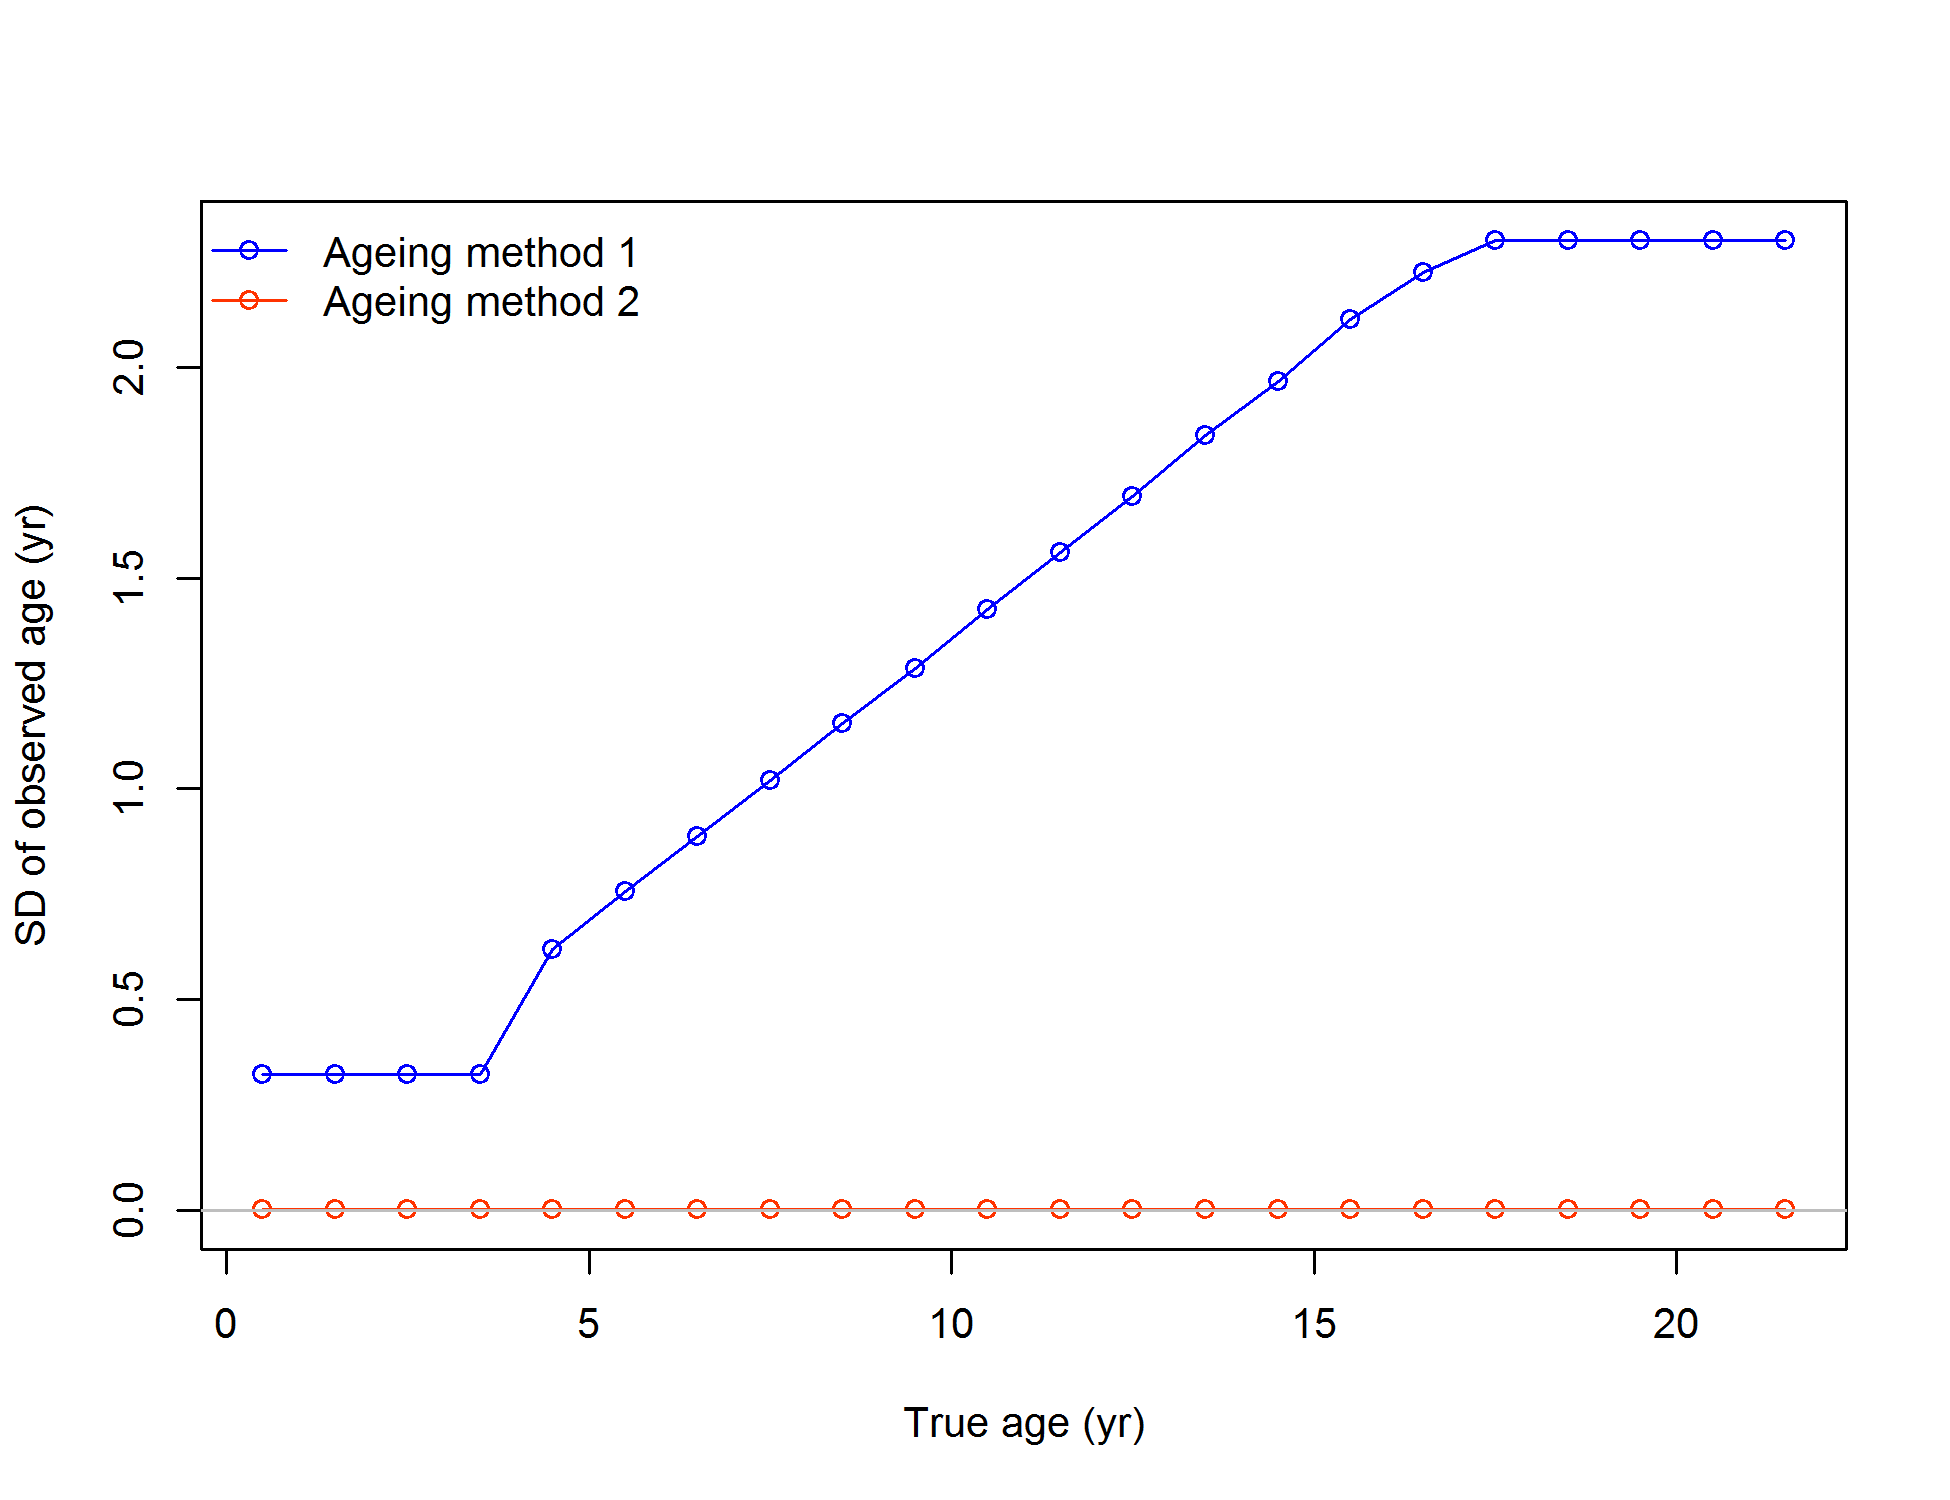 Ageing method 1
Ageing method 2
SD of observed age (yr)
2.0
1.5
1.0
0.5
0.0
0 5 10 15 20
True age (yr)